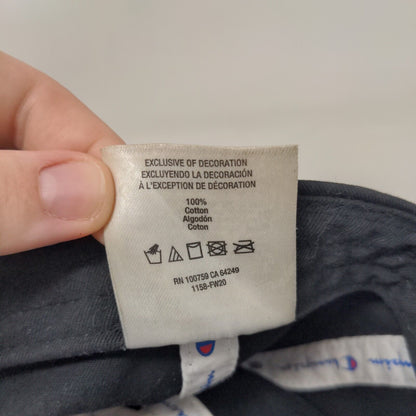 EXCLUSIVE OF DECORATION
EXCLUYENDO LA DECORACIÓN
À L'EXCEPTION DE DÉCORATION
100%
Cotton
Algodón
Coton
RN 100759 CA 64249
1158-FW20
Champion